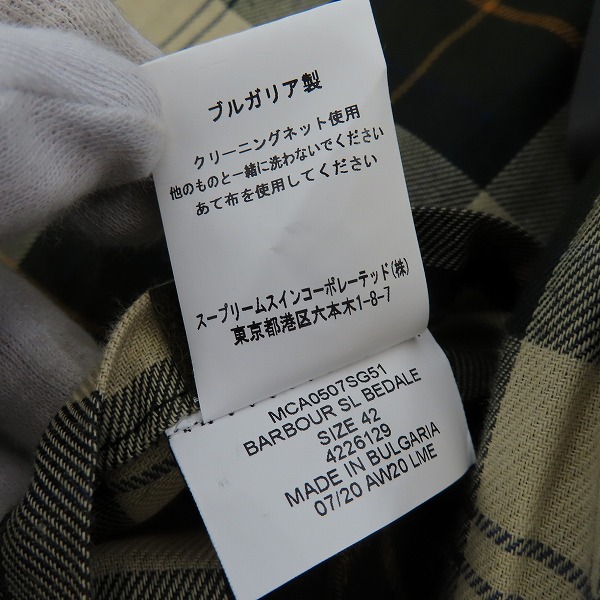 ブルガリア製
クリーニングネット使用
他のものと一緒に洗わないでください
あて布を使用してください
スープリームスインコーポレーテッド(株)
東京都港区六本木1-8-7
MCA0507SG51
BARBOUR SL BEDALE
SIZE 42
4226129
MADE IN BULGARIA
07/20 AW20 LME